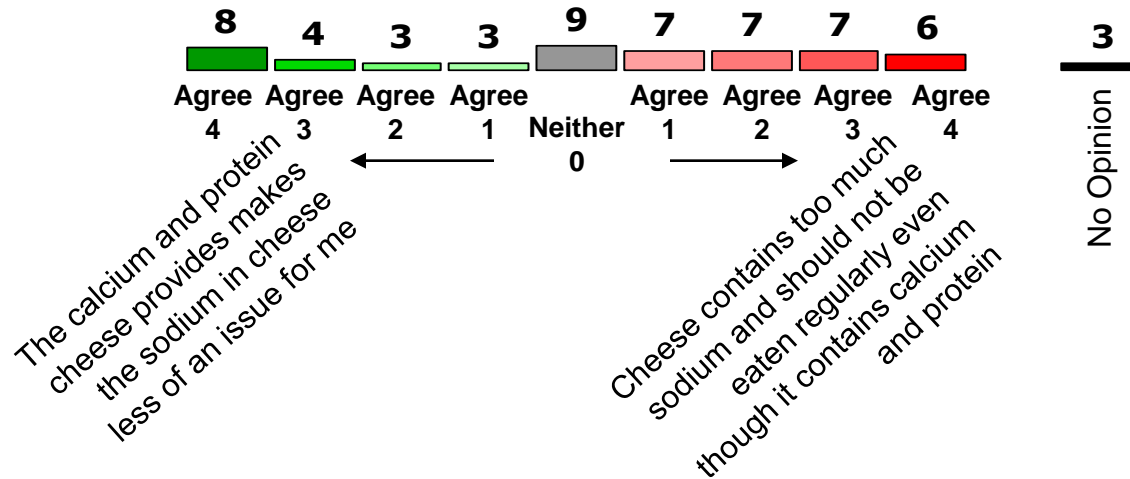 8 4 3 3 9 7 7 7 6 3
Agree Agree Agree Agree Agree Agree Agree Agree
4 3 2 1 Neither 1 2 3 4
0
The calcium and protein
cheese provides makes
the sodium in cheese
less of an issue for me
Cheese contains too much
sodium and should not be
eaten regularly even
though it contains calcium
and protein
No Opinion